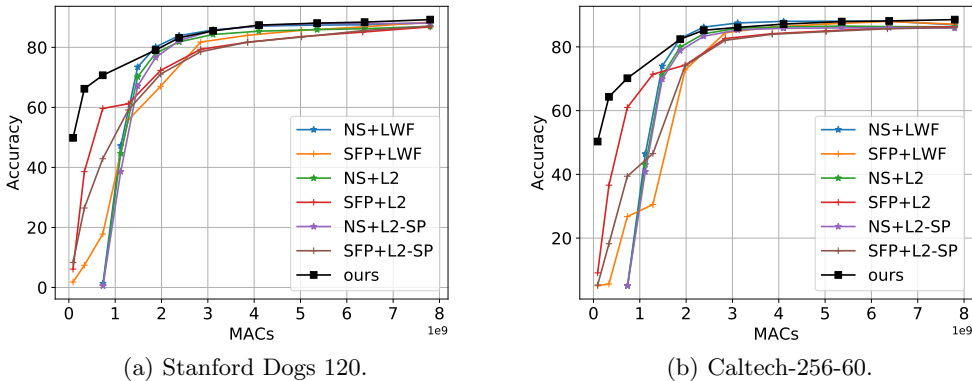 80
60
40
20
0
Accuracy
NS+LWF
SFP+LWF
NS+L2
SFP+L2
NS+L2-SP
SFP+L2-SP
ours
0 1 2 3 4 5 6 7 8
MACs
1e9
(a) Stanford Dogs 120.
80
60
40
20
Accuracy
NS+LWF
SFP+LWF
NS+L2
SFP+L2
NS+L2-SP
SFP+L2-SP
ours
0 1 2 3 4 5 6 7 8
MACs
1e9
(b) Caltech-256-60.